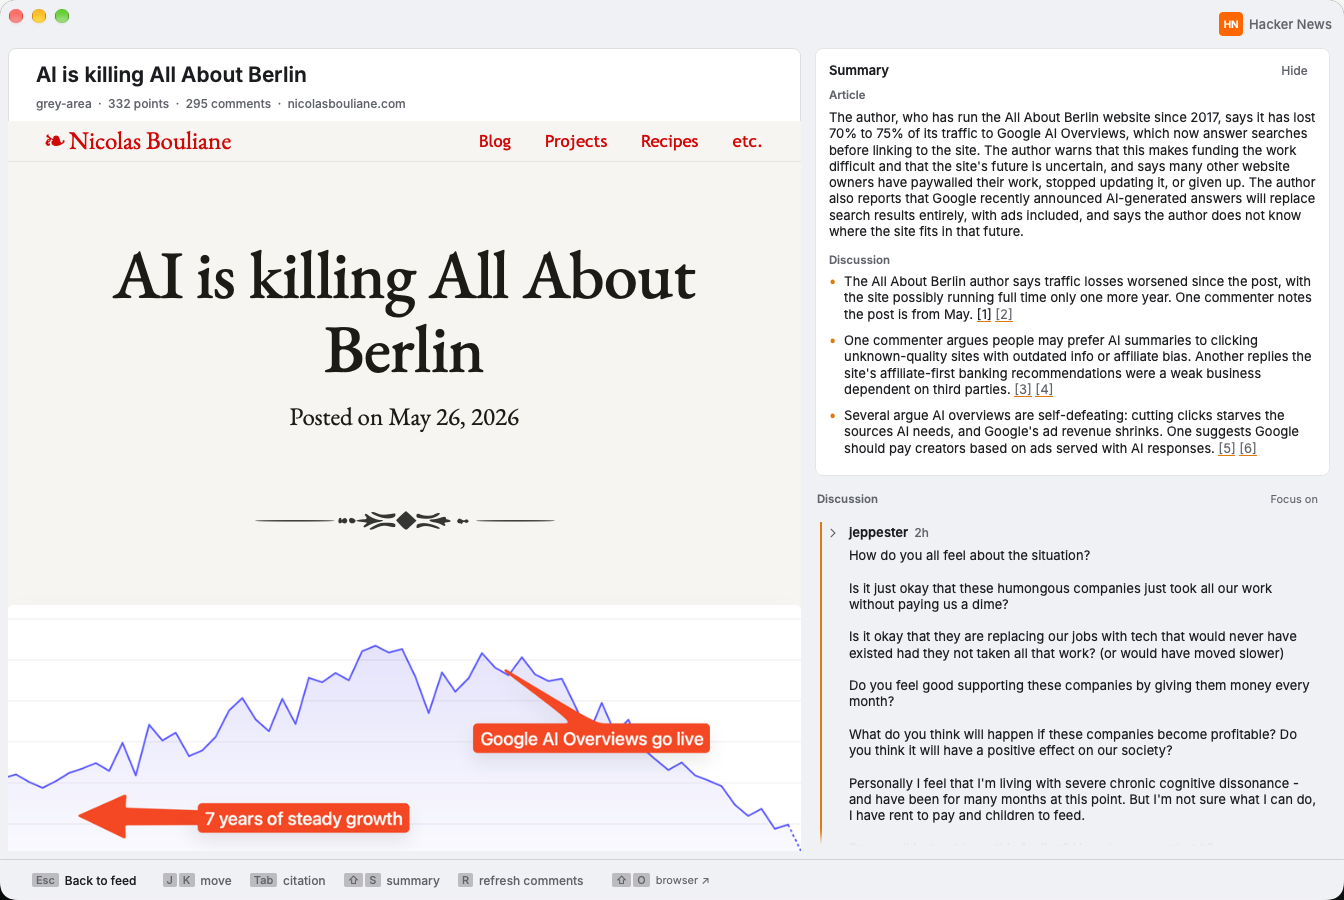 HN Hacker News
AI is killing All About Berlin
grey-area · 332 points · 295 comments · nicolasbouliane.com
Nicolas Bouliane
Blog Projects Recipes etc.
AI is killing All About
Berlin
Posted on May 26, 2026
Google AI Overviews go live
7 years of steady growth
Summary Hide
Article
The author, who has run the All About Berlin website since 2017, says it has lost
70% to 75% of its traffic to Google AI Overviews, which now answer searches
before linking to the site. The author warns that this makes funding the work
difficult and that the site's future is uncertain, and says many other website
owners have paywalled their work, stopped updating it, or given up. The author
also reports that Google recently announced AI-generated answers will replace
search results entirely, with ads included, and says the author does not know
where the site fits in that future.
Discussion
• The All About Berlin author says traffic losses worsened since the post, with
the site possibly running full time only one more year. One commenter notes
the post is from May. [1] [2]
• One commenter argues people may prefer AI summaries to clicking
unknown-quality sites with outdated info or affiliate bias. Another replies the
site's affiliate-first banking recommendations were a weak business
dependent on third parties. [3] [4]
• Several argue AI overviews are self-defeating: cutting clicks starves the
sources AI needs, and Google's ad revenue shrinks. One suggests Google
should pay creators based on ads served with AI responses. [5] [6]
Discussion Focus on
jeppester 2h
How do you all feel about the situation?
Is it just okay that these humongous companies just took all our work
without paying us a dime?
Is it okay that they are replacing our jobs with tech that would never have
existed had they not taken all that work? (or would have moved slower)
Do you feel good supporting these companies by giving them money every
month?
What do you think will happen if these companies become profitable? Do
you think it will have a positive effect on our society?
Personally I feel that I'm living with severe chronic cognitive dissonance -
and have been for many months at this point. But I'm not sure what I can do,
I have rent to pay and children to feed.
Esc Back to feed J K move Tab citation ⇧ S summary R refresh comments ⇧ O browser ↗